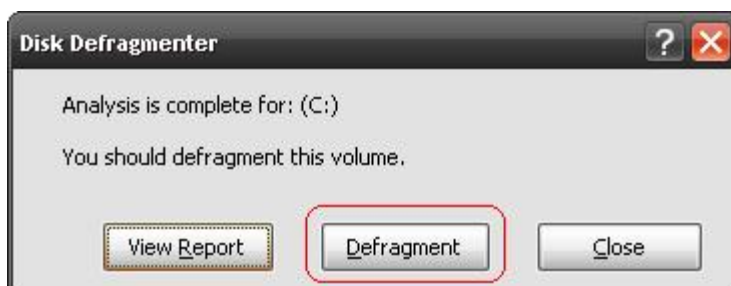 Disk Defragmenter
?
Analysis is complete for: (C:)
You should defragment this volume.
View Report Defragment Close